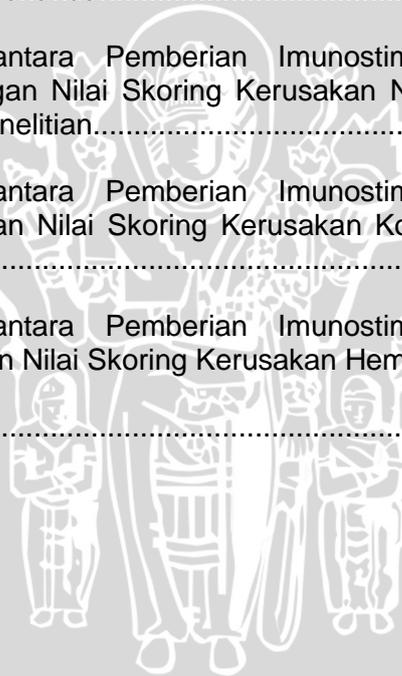 antara Pemberian Imunostim
gan Nilai Skoring Kerusakan N
nelitian..................................................
antara Pemberian Imunostim
an Nilai Skoring Kerusakan Ko
..................................................
antara Pemberian Imunostim
n Nilai Skoring Kerusakan Hem
..................................................